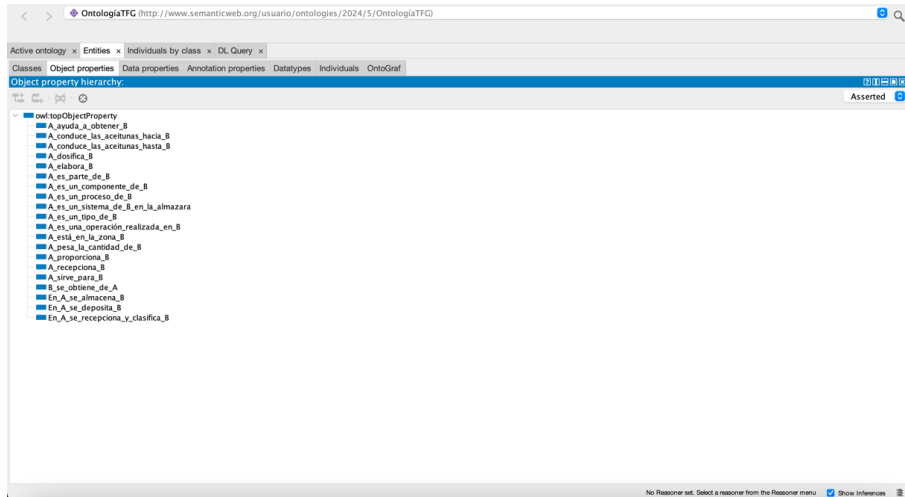 OntologíaTFG (http://www.semanticweb.org/usuario/ontologies/2024/5/OntologíaTFG)
Active ontology × Entities × Individuals by class × DL Query ×
Classes Object properties Data properties Annotation properties Datatypes Individuals OntoGraf
Object property hierarchy:
Asserted
owl:topObjectProperty
A_ayuda_a_obtener_B
A_conduce_las_aceitunas_hacia_B
A_conduce_las_aceitunas_hasta_B
A_dosifica_B
A_elabora_B
A_es_parte_de_B
A_es_un_componente_de_B
A_es_un_proceso_de_B
A_es_un_sistema_de_B_en_la_almazara
A_es_un_tipo_de_B
A_es_una_operación_realizada_en_B
A_está_en_la_zona_B
A_pesa_la_cantidad_de_B
A_proporciona_B
A_recepciona_B
A_sirve_para_B
B_se_obtiene_de_A
En_A_se_almacena_B
En_A_se_deposita_B
En_A_se_recepciona_y_clasifica_B
No Reasoner set. Select a reasoner from the Reasoner menu Show Inferences